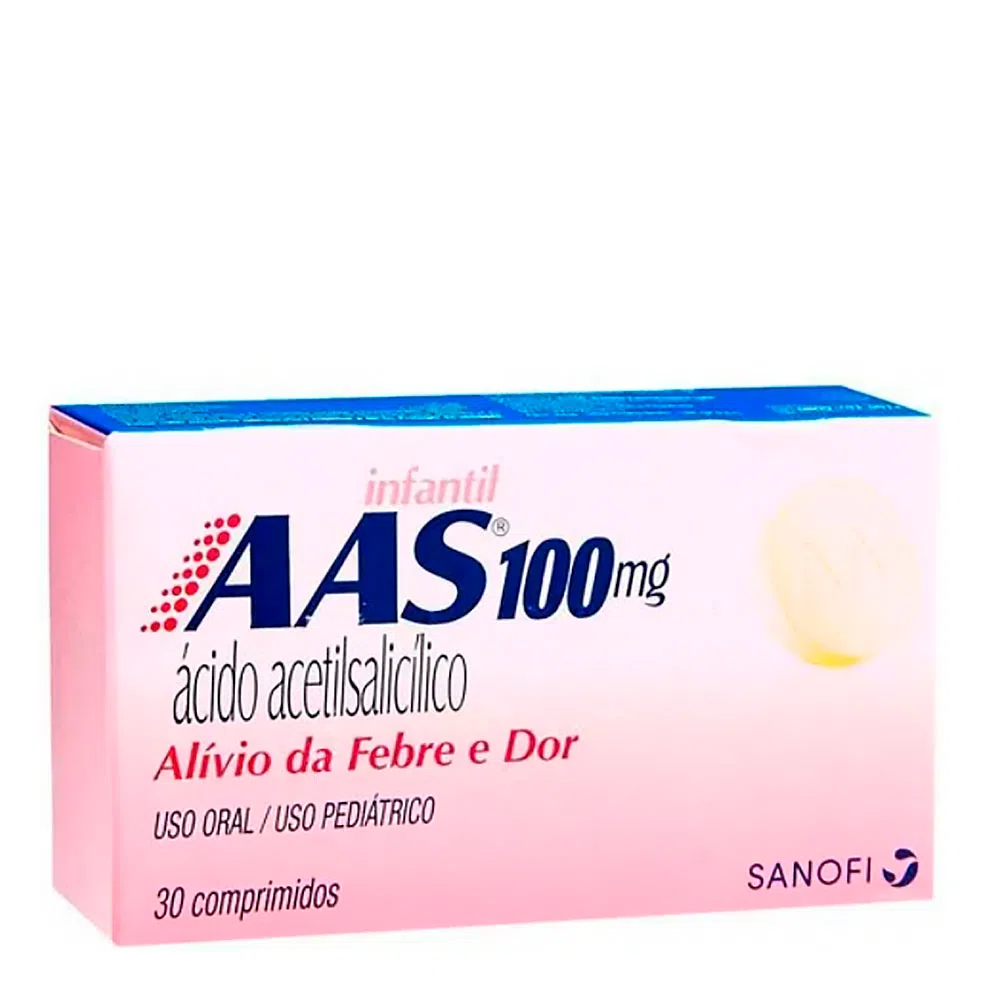 infantil
AAS® 100mg
ácido acetilsalicílico
Alívio da Febre e Dor
USO ORAL / USO PEDIÁTRICO
30 comprimidos
SANOFI